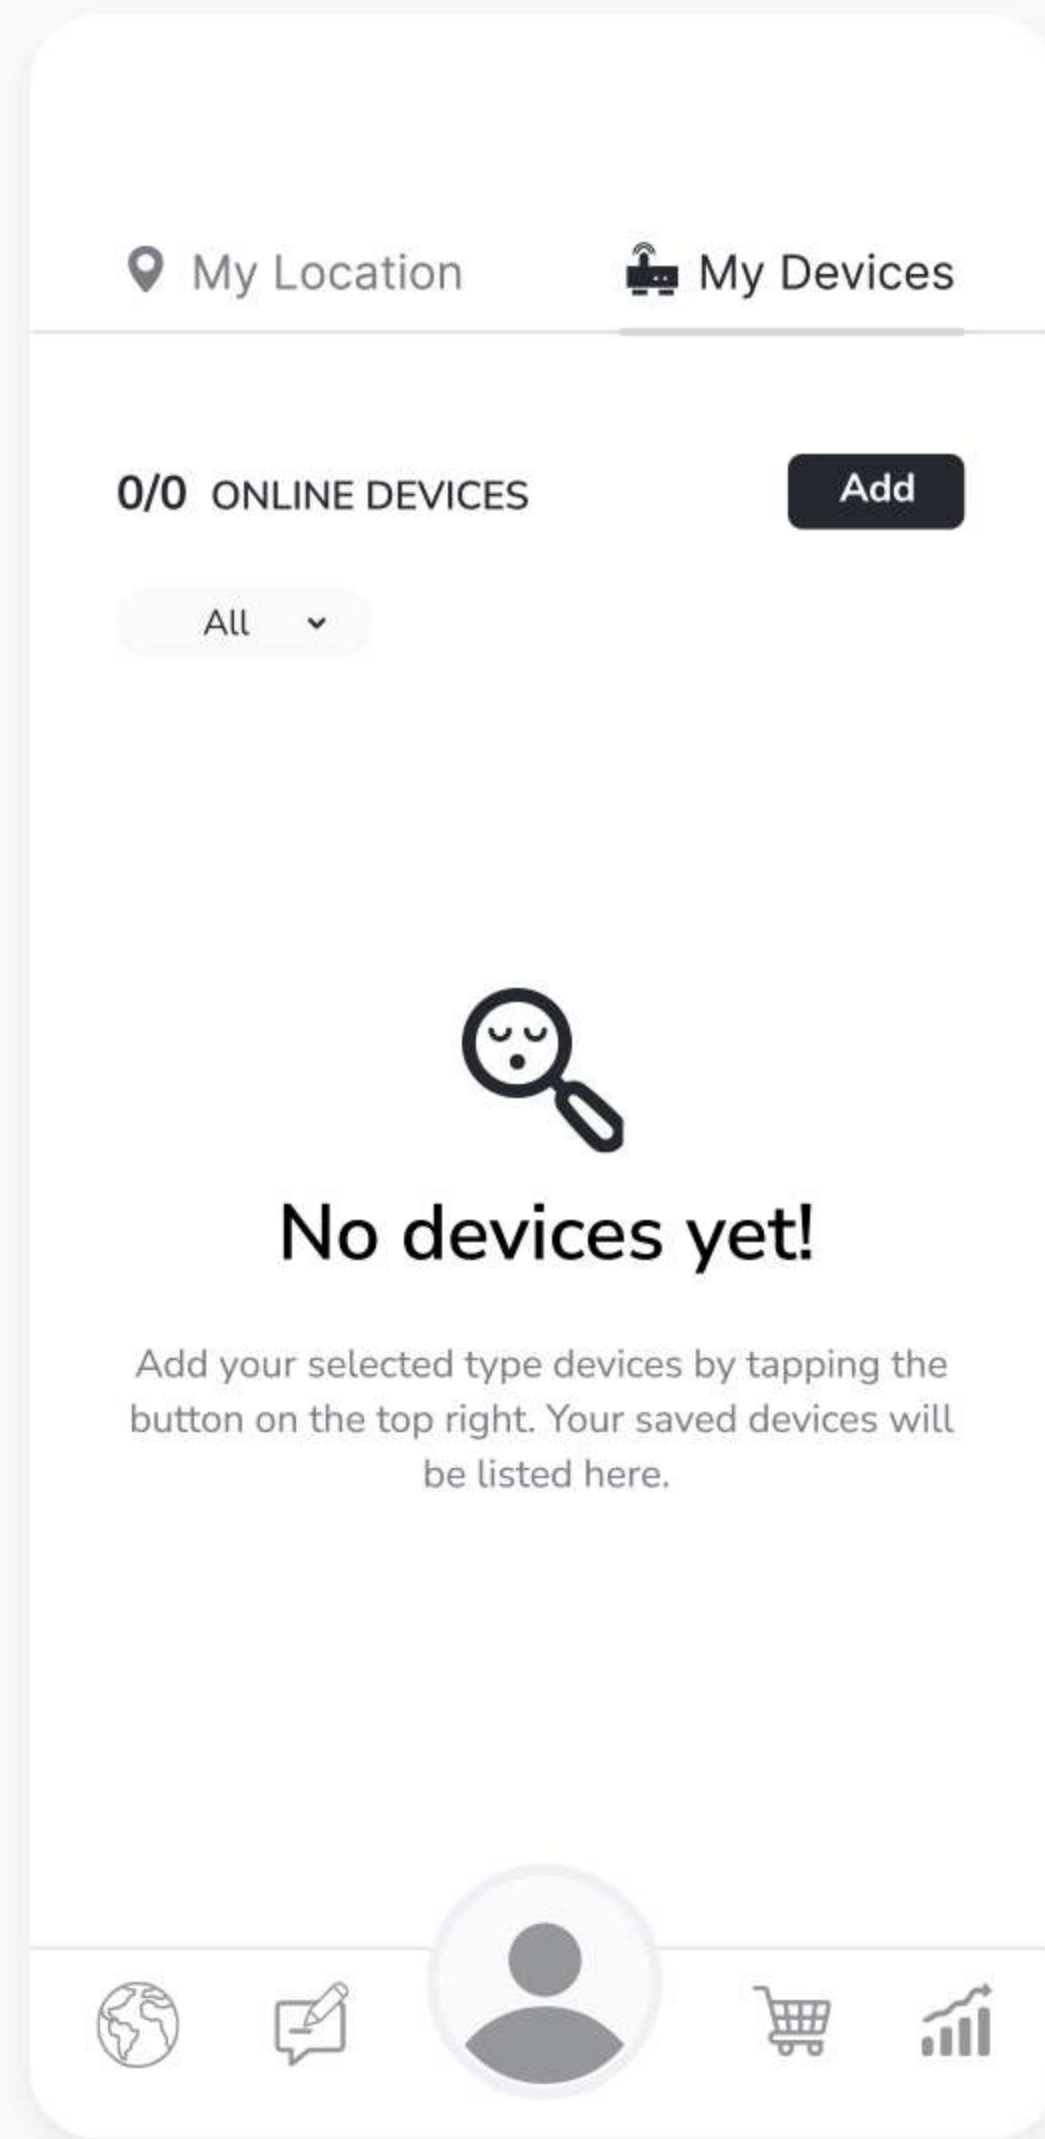 My Location
My Devices
0/0 ONLINE DEVICES
Add
All
No devices yet!
Add your selected type devices by tapping the
button on the top right. Your saved devices will
be listed here.